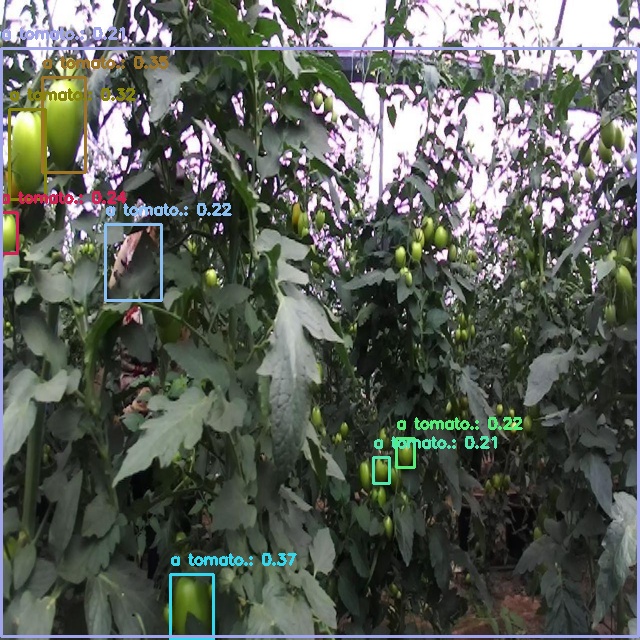 a tomato.: 0.21
a tomato.: 0.35
a tomato.: 0.32
a tomato.: 0.24
a tomato.: 0.22
a tomato.: 0.22
a tomato.: 0.21
a tomato.: 0.37